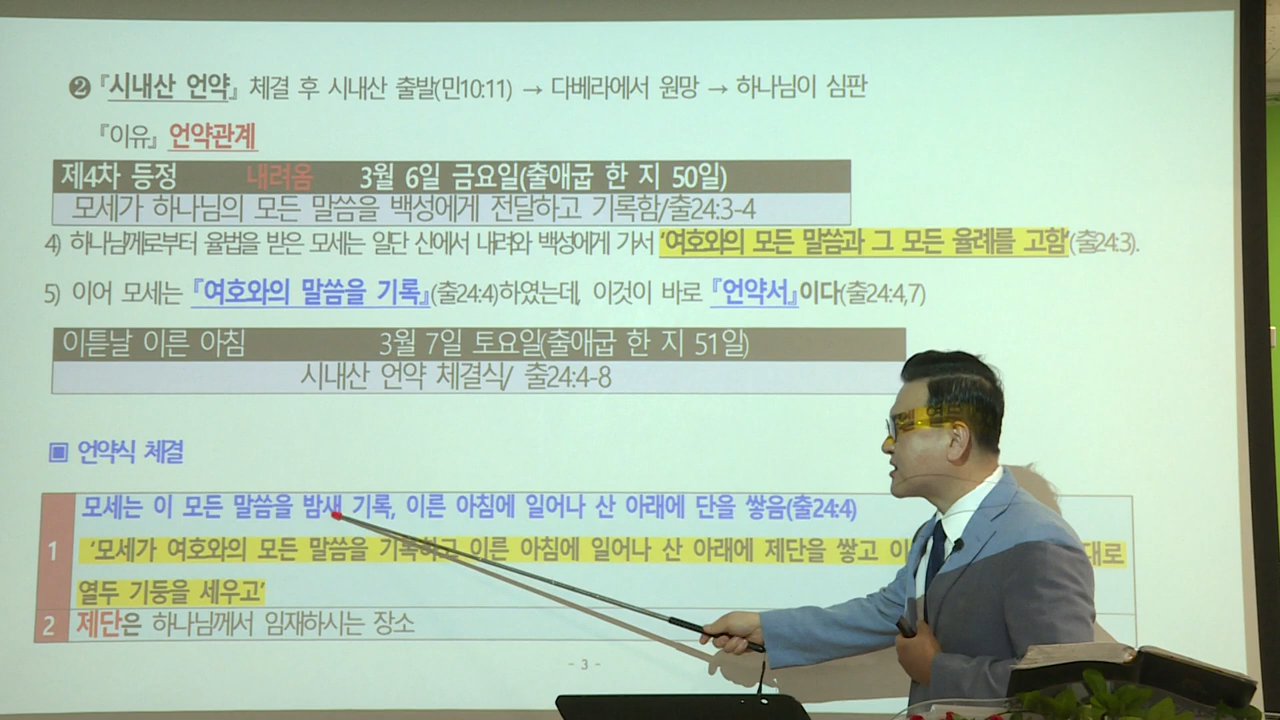 ❷ 『시내산 언약』 체결 후 시내산 출발(민10:11) → 다베라에서 원망 → 하나님이 심판
『이유』 언약관계
제4차 등정 내려옴 3월 6일 금요일(출애굽 한 지 50일)
모세가 하나님의 모든 말씀을 백성에게 전달하고 기록함/출24:3-4
4) 하나님께로부터 율법을 받은 모세는 일단 산에서 내려와 백성에게 가서 '여호와의 모든 말씀과 그 모든 율례를 고함'(출24:3).
5) 이어 모세는 『여호와의 말씀을 기록』(출24:4)하였는데, 이것이 바로 『언약서』이다(출24:4,7)
이튿날 이른 아침 3월 7일 토요일(출애굽 한 지 51일)
시내산 언약 체결식/ 출24:4-8
▣ 언약식 체결
모세는 이 모든 말씀을 밤새 기록, 이른 아침에 일어나 산 아래에 단을 쌓음(출24:4)
1 '모세가 여호와의 모든 말씀을 기록하고 이른 아침에 일어나 산 아래에 제단을 쌓고 이 대로
열두 기둥을 세우고'
2 제단은 하나님께서 임재하시는 장소
- 3 -